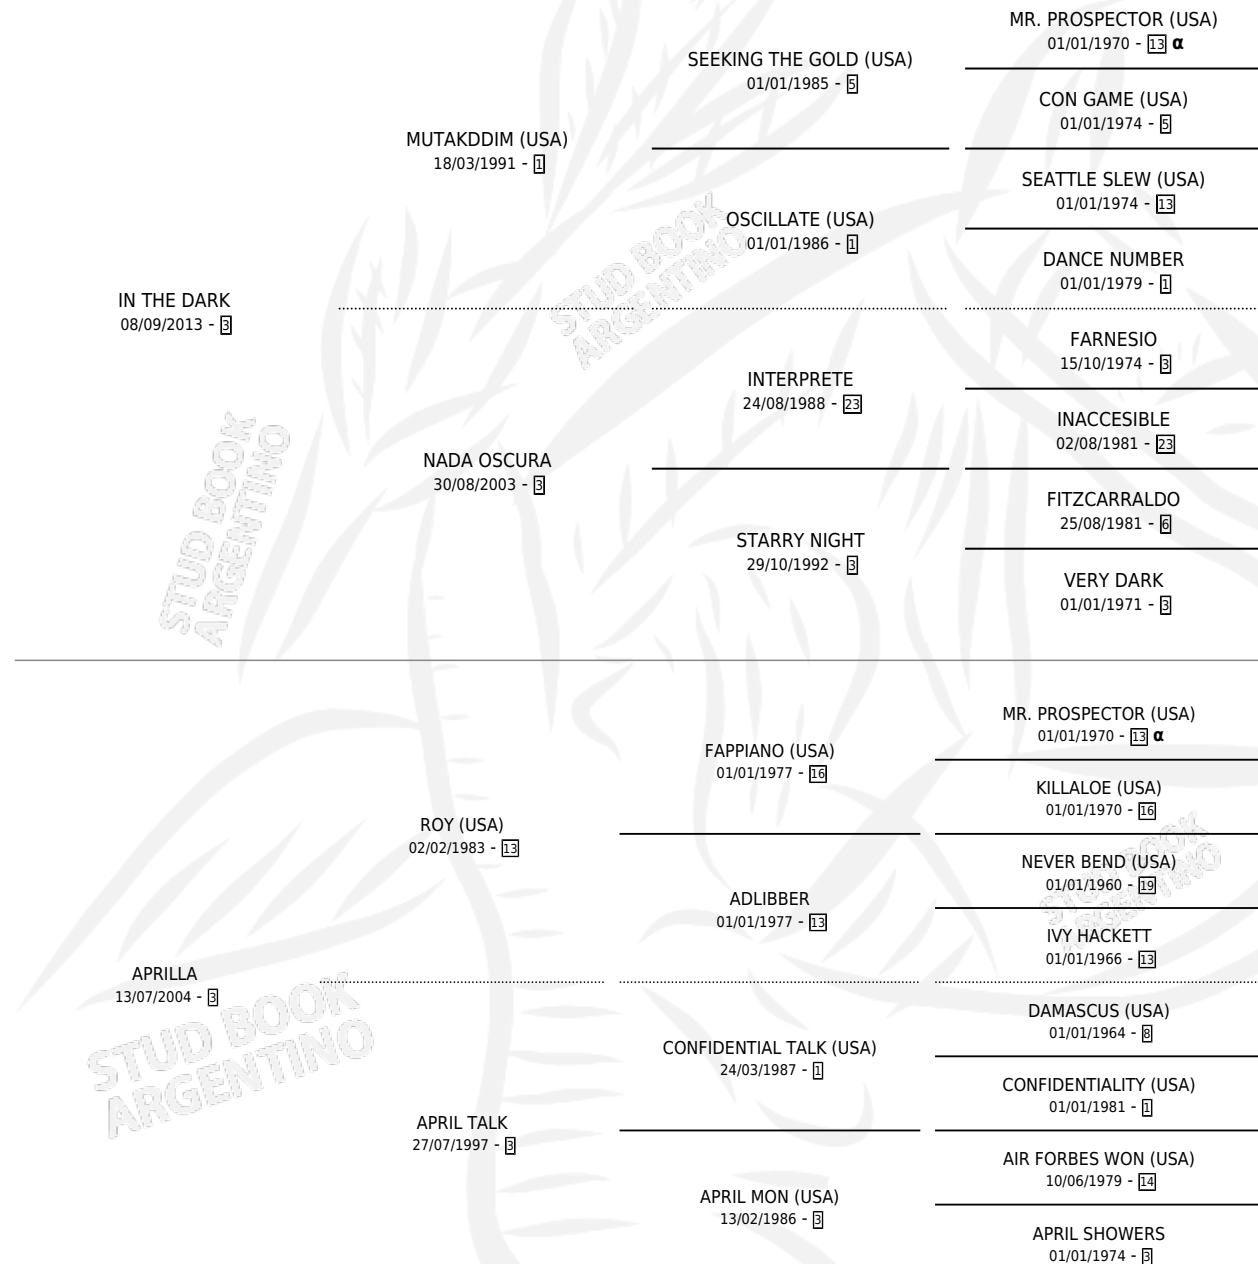 MR. PROSPECTOR (USA)
01/01/1970 - 13 α
SEEKING THE GOLD (USA)
01/01/1985 - 5
CON GAME (USA)
01/01/1974 - 5
MUTAKDDIM (USA)
18/03/1991 - 1
SEATTLE SLEW (USA)
01/01/1974 - 13
OSCILLATE (USA)
01/01/1986 - 1
DANCE NUMBER
01/01/1979 - 1
IN THE DARK
08/09/2013 - 3
STUD BOOK
ARGENTINO
FARNESIO
15/10/1974 - 3
INTERPRETE
24/08/1988 - 23
INACCESIBLE
02/08/1981 - 23
NADA OSCURA
30/08/2003 - 3
FITZCARRALDO
25/08/1981 - 6
STARRY NIGHT
29/10/1992 - 3
VERY DARK
01/01/1971 - 3
STUD BOOK
ARGENTINO
MR. PROSPECTOR (USA)
01/01/1970 - 13 α
FAPPIANO (USA)
01/01/1977 - 16
KILLALOE (USA)
01/01/1970 - 16
ROY (USA)
02/02/1983 - 13
NEVER BEND (USA)
01/01/1960 - 19
ADLIBBER
01/01/1977 - 13
IVY HACKETT
01/01/1966 - 13
STUD BOOK
ARGENTINO
APRILLA
13/07/2004 - 3
DAMASCUS (USA)
01/01/1964 - 8
CONFIDENTIAL TALK (USA)
24/03/1987 - 1
CONFIDENTIALITY (USA)
01/01/1981 - 1
STUD BOOK
ARGENTINO
APRIL TALK
27/07/1997 - 3
AIR FORBES WON (USA)
10/06/1979 - 14
APRIL MON (USA)
13/02/1986 - 3
APRIL SHOWERS
01/01/1974 - 3